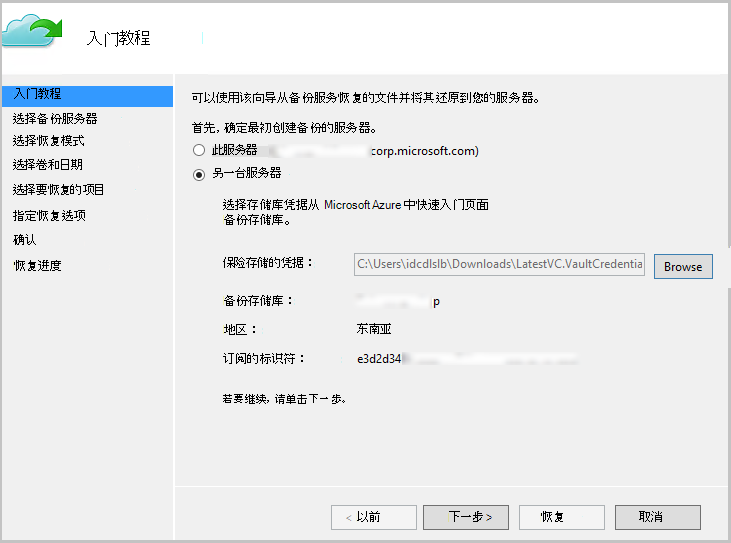 入门教程
入门教程
选择备份服务器
选择恢复模式
选择卷和日期
选择要恢复的项目
指定恢复选项
确认
恢复进度
可以使用该向导从备份服务恢复的文件并将其还原到您的服务器。
首先, 确定最初创建备份的服务器。
此服务器 corp.microsoft.com)
另一台服务器
选择存储库凭据从 Microsoft Azure 中快速入门页面
备份存储库。
保险存储的凭据: C:\Users\idcdlslb\Downloads\LatestVC.VaultCredentia
Browse
备份存储库: p
地区: 东南亚
订阅的标识符: e3d2d34
若要继续, 请单击下一步。
< 以前
下一步 >
恢复
取消